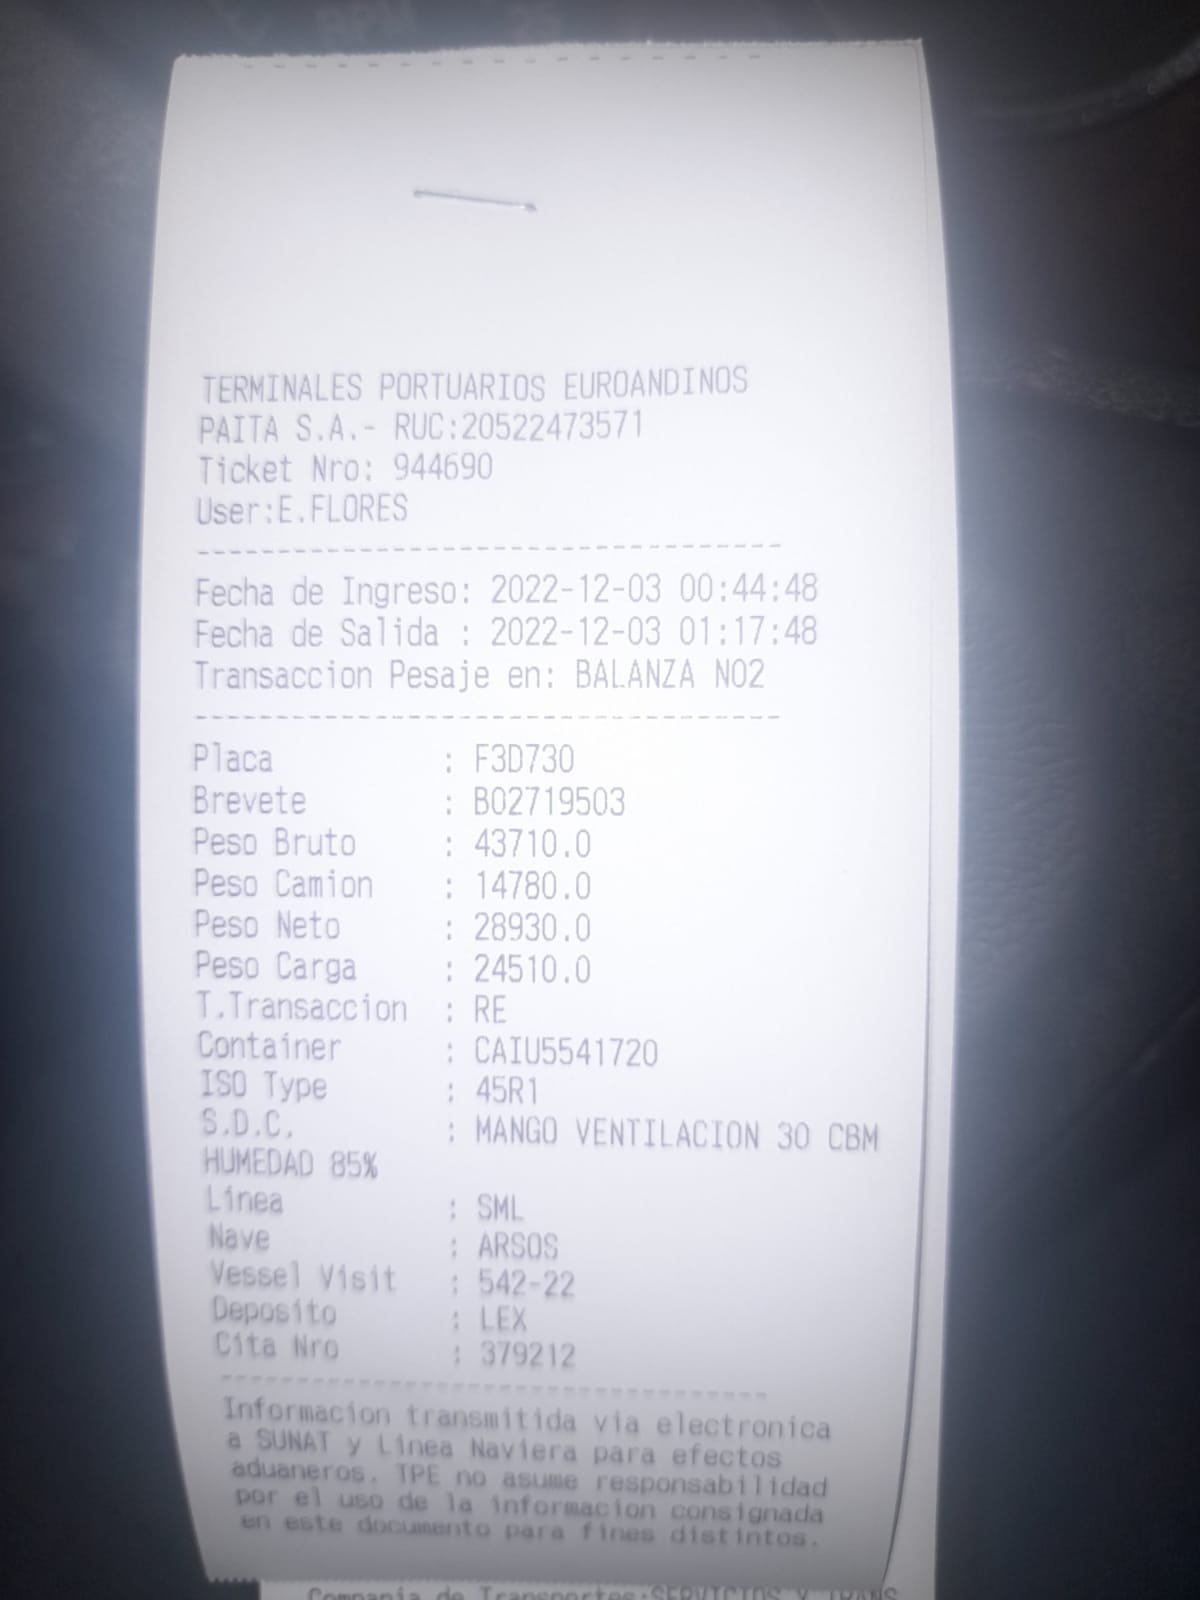 TERMINALES PORTUARIOS EUROANDINOS
PAITA S.A.- RUC:20522473571
Ticket Nro: 944690
User:E.FLORES
----------------------------------
Fecha de Ingreso: 2022-12-03 00:44:48
Fecha de Salida : 2022-12-03 01:17:48
Transaccion Pesaje en: BALANZA NO2
----------------------------------
Placa : F3D730
Brevete : B02719503
Peso Bruto : 43710.0
Peso Camion : 14780.0
Peso Neto : 28930.0
Peso Carga : 24510.0
T.Transaccion : RE
Container : CAIU5541720
ISO Type : 45R1
S.D.C. : MANGO VENTILACION 30 CBM
HUMEDAD 85%
Linea : SML
Nave : ARSOS
Vessel Visit : 542-22
Deposito : LEX
Cita Nro : 379212
----------------------------------
Informacion transmitida via electronica
a SUNAT y Linea Naviera para efectos
aduaneros. TPE no asume responsabilidad
por el uso de la informacion consignada
en este documento para fines distintos.
Compania de Transportes:SERVICIOS Y TRANS